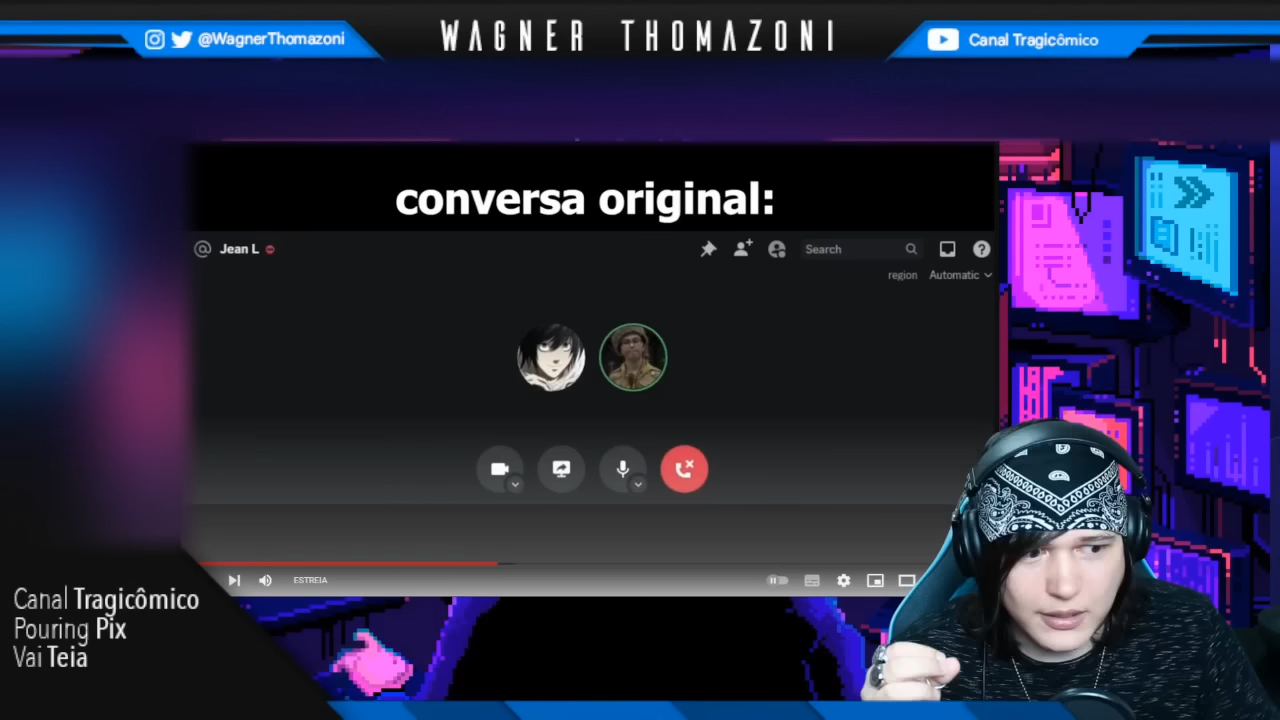 WAGNER THOMAZONI
@WagnerThomazoni
Canal Tragicômico
conversa original:
@ Jean L
Search
region Automatic
ESTREIA
Canal Tragicômico
Pouring Pix
Vai Teia